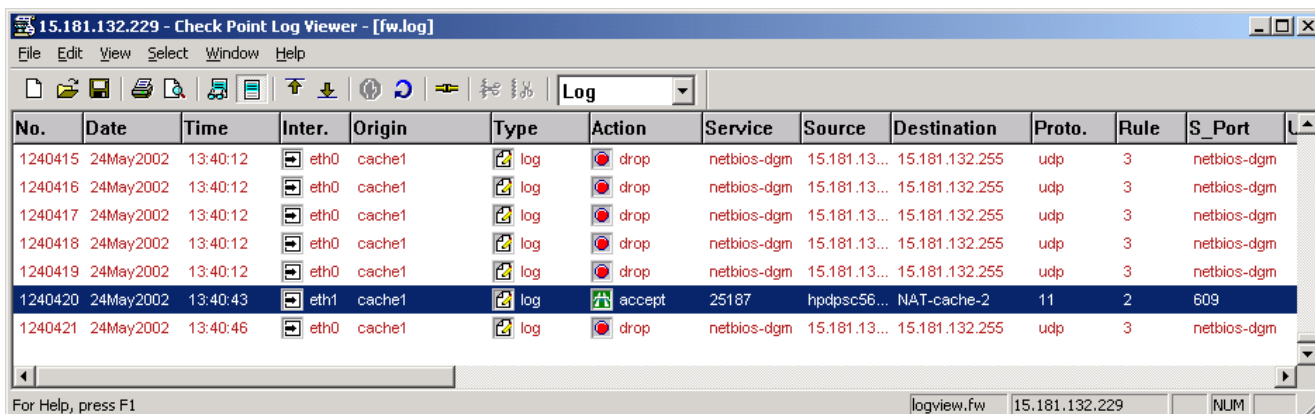 15.181.132.229 - Check Point Log Viewer - [fw.log]
File Edit View Select Window Help
Log
No. Date Time Inter. Origin Type Action Service Source Destination Proto. Rule S_Port
1240415 24May2002 13:40:12 eth0 cache1 log drop netbios-dgm 15.181.13... 15.181.132.255 udp 3 netbios-dgm
1240416 24May2002 13:40:12 eth0 cache1 log drop netbios-dgm 15.181.13... 15.181.132.255 udp 3 netbios-dgm
1240417 24May2002 13:40:12 eth0 cache1 log drop netbios-dgm 15.181.13... 15.181.132.255 udp 3 netbios-dgm
1240418 24May2002 13:40:12 eth0 cache1 log drop netbios-dgm 15.181.13... 15.181.132.255 udp 3 netbios-dgm
1240419 24May2002 13:40:12 eth0 cache1 log drop netbios-dgm 15.181.13... 15.181.132.255 udp 3 netbios-dgm
1240420 24May2002 13:40:43 eth1 cache1 log accept 25187 hpdpsc56... NAT-cache-2 11 2 609
1240421 24May2002 13:40:46 eth0 cache1 log drop netbios-dgm 15.181.13... 15.181.132.255 udp 3 netbios-dgm
For Help, press F1 logview.fw 15.181.132.229 NUM